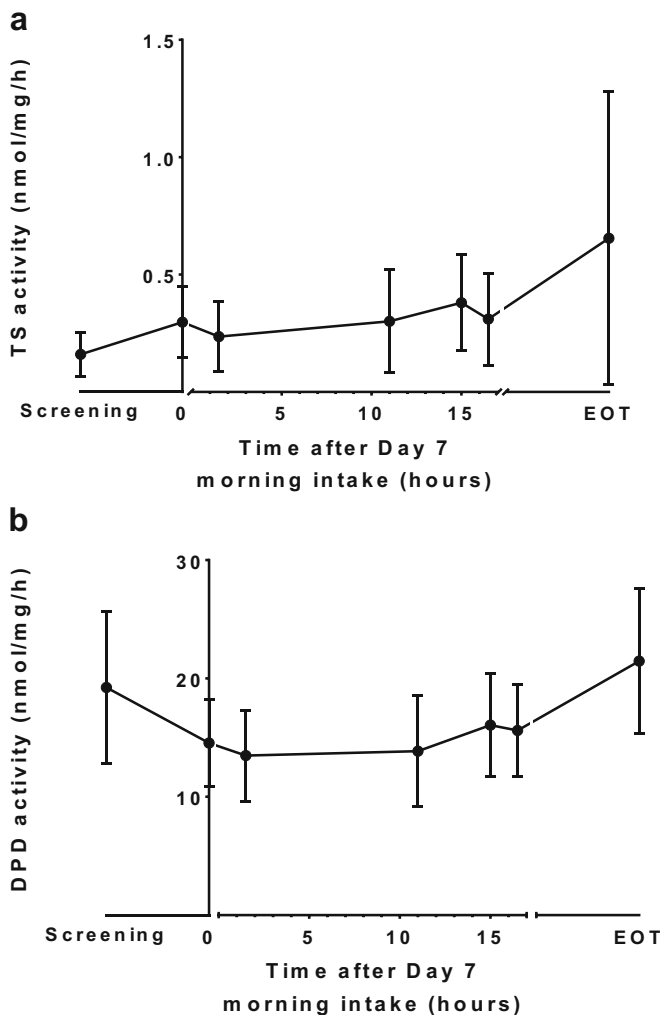 a
TS activity (nmol/mg/h)
1.5
1.0
0.5
Screening 0 5 10 15 EOT
Time after Day 7
morning intake (hours)
b
DPD activity (nmol/mg/h)
30
20
10
Screening 0 5 10 15 EOT
Time after Day 7
morning intake (hours)